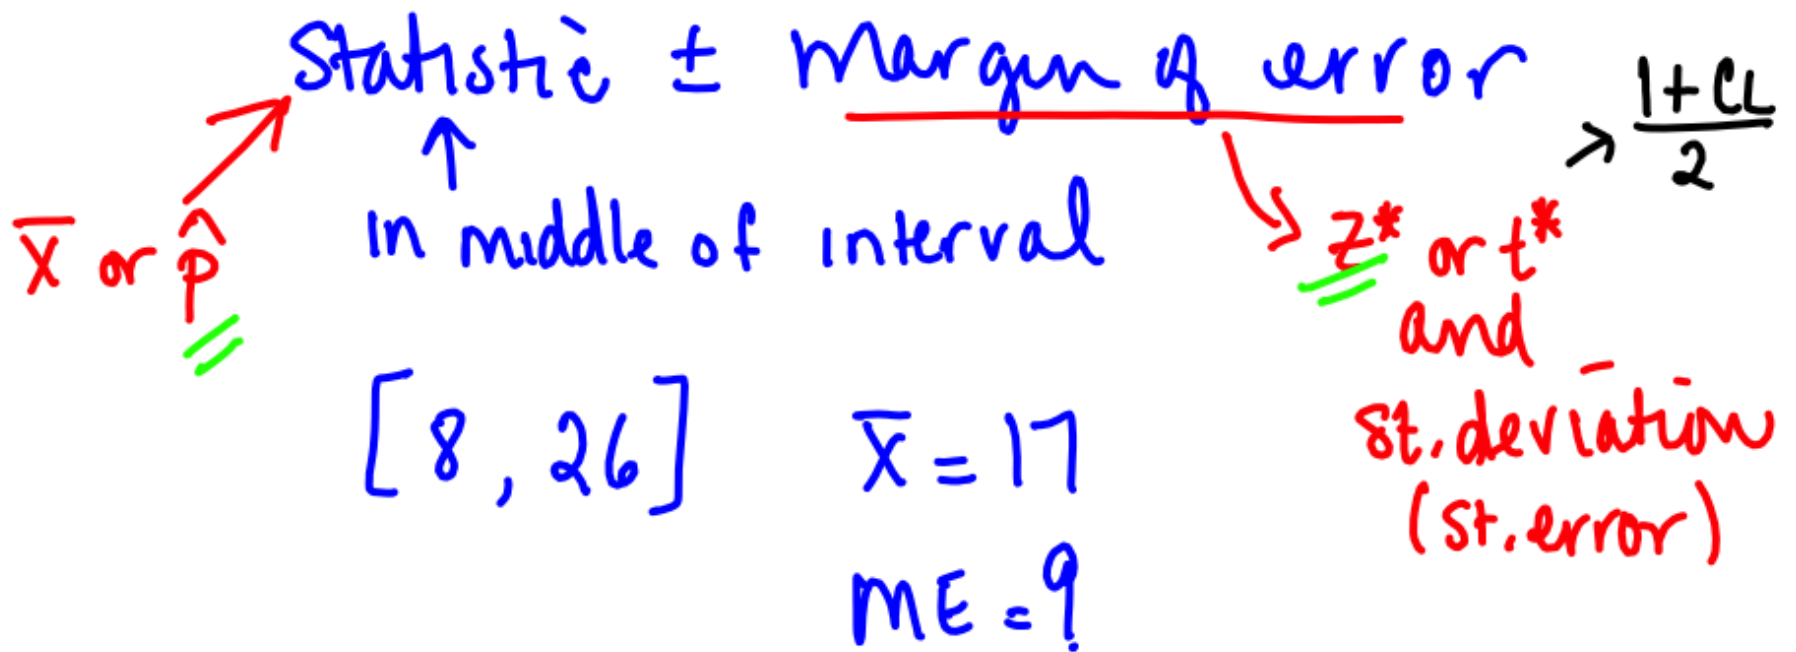 Statistic ± Margin of error
> (1+CL)/2
x̄ or p̂
in middle of interval
z* or t*
and
st. deviation
(st. error)
[8, 26] x̄ = 17
ME = 9